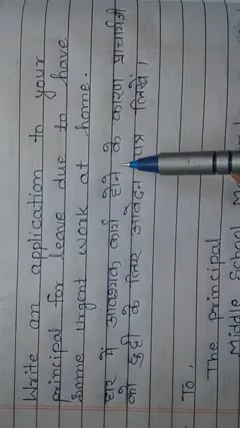 Write an application to your
principal for leave due to have
some urgent work at home.
घर में आवश्यक कार्य होने के कारण प्राचार्यजी
को छुट्टी के लिए आवेदन पत्र लिखें।
To,
The principal
Middle School